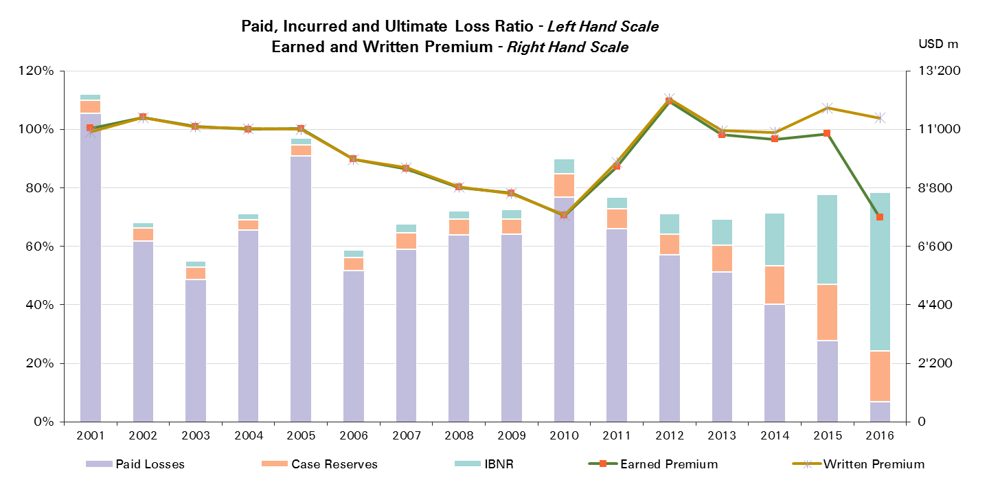 Paid, Incurred and Ultimate Loss Ratio - Left Hand Scale
Earned and Written Premium - Right Hand Scale
USD m
120% 13'200
100% 11'000
80% 8'800
60% 6'600
40% 4'400
20% 2'200
0% 0
2001 2002 2003 2004 2005 2006 2007 2008 2009 2010 2011 2012 2013 2014 2015 2016
Paid Losses Case Reserves IBNR Earned Premium Written Premium